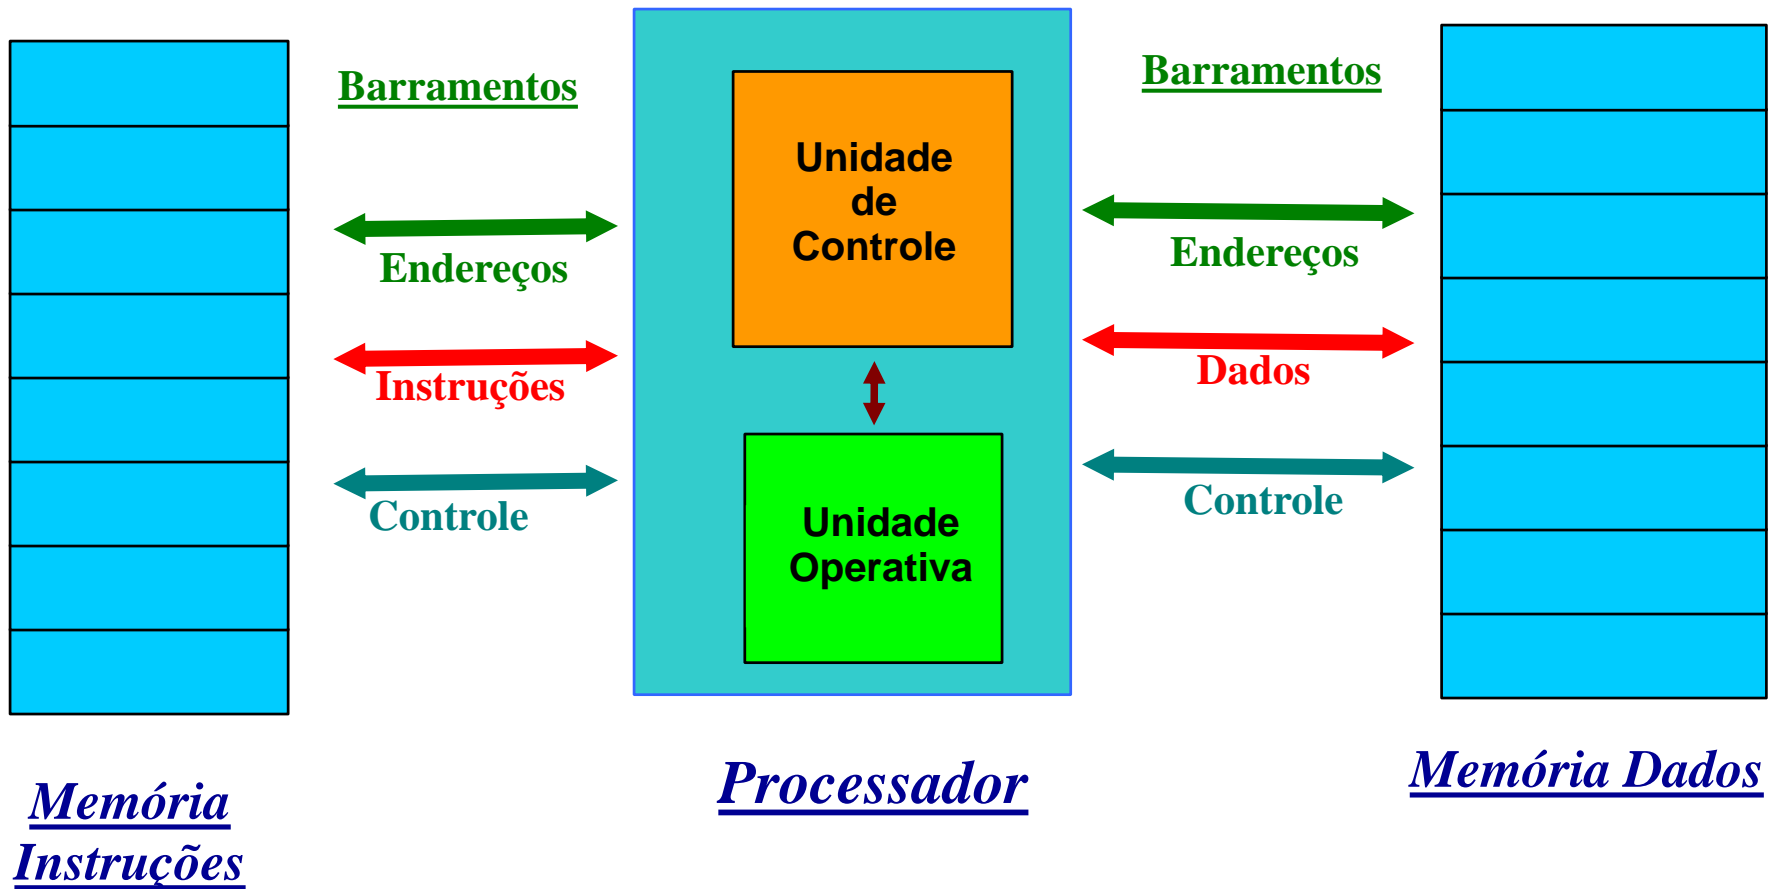 Barramentos
Endereços
Instruções
Controle
Memória
Instruções
Unidade
de
Controle
Unidade
Operativa
Processador
Barramentos
Endereços
Dados
Controle
Memória Dados